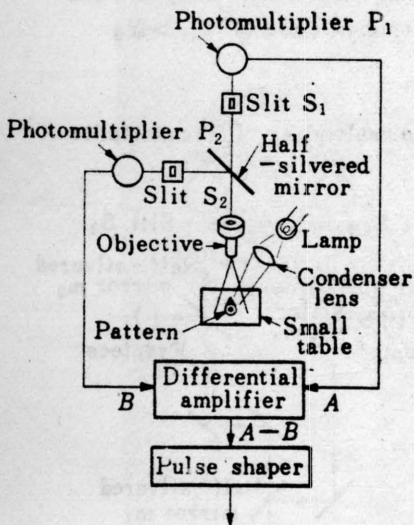 Photomultiplier P1
Slit S1
Photomultiplier P2
Half
-silvered
mirror
Slit S2
Objective
Lamp
Condenser
lens
Pattern
Small
table
Differential
amplifier
B
A
A−B
Pulse shaper